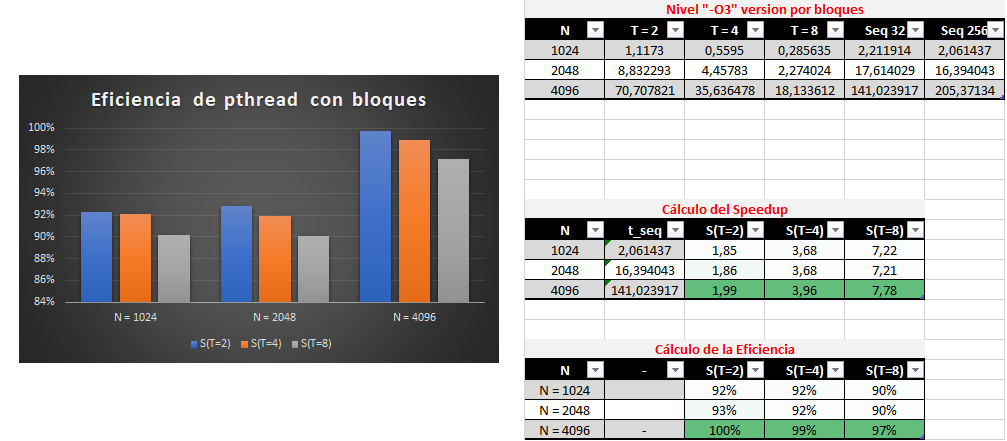 Eficiencia de pthread con bloques
100%
98%
96%
94%
92%
90%
88%
86%
84%
N = 1024 N = 2048 N = 4096
S(T=2) S(T=4) S(T=8)
Nivel "-O3" version por bloques
N T = 2 T = 4 T = 8 Seq 32 Seq 256
1024 1,1173 0,5595 0,285635 2,211914 2,061437
2048 8,832293 4,45783 2,274024 17,614029 16,394043
4096 70,707821 35,636478 18,133612 141,023917 205,37134
Cálculo del Speedup
N t_seq S(T=2) S(T=4) S(T=8)
1024 2,061437 1,85 3,68 7,22
2048 16,394043 1,86 3,68 7,21
4096 141,023917 1,99 3,96 7,78
Cálculo de la Eficiencia
N - S(T=2) S(T=4) S(T=8)
N = 1024 92% 92% 90%
N = 2048 93% 92% 90%
N = 4096 - 100% 99% 97%